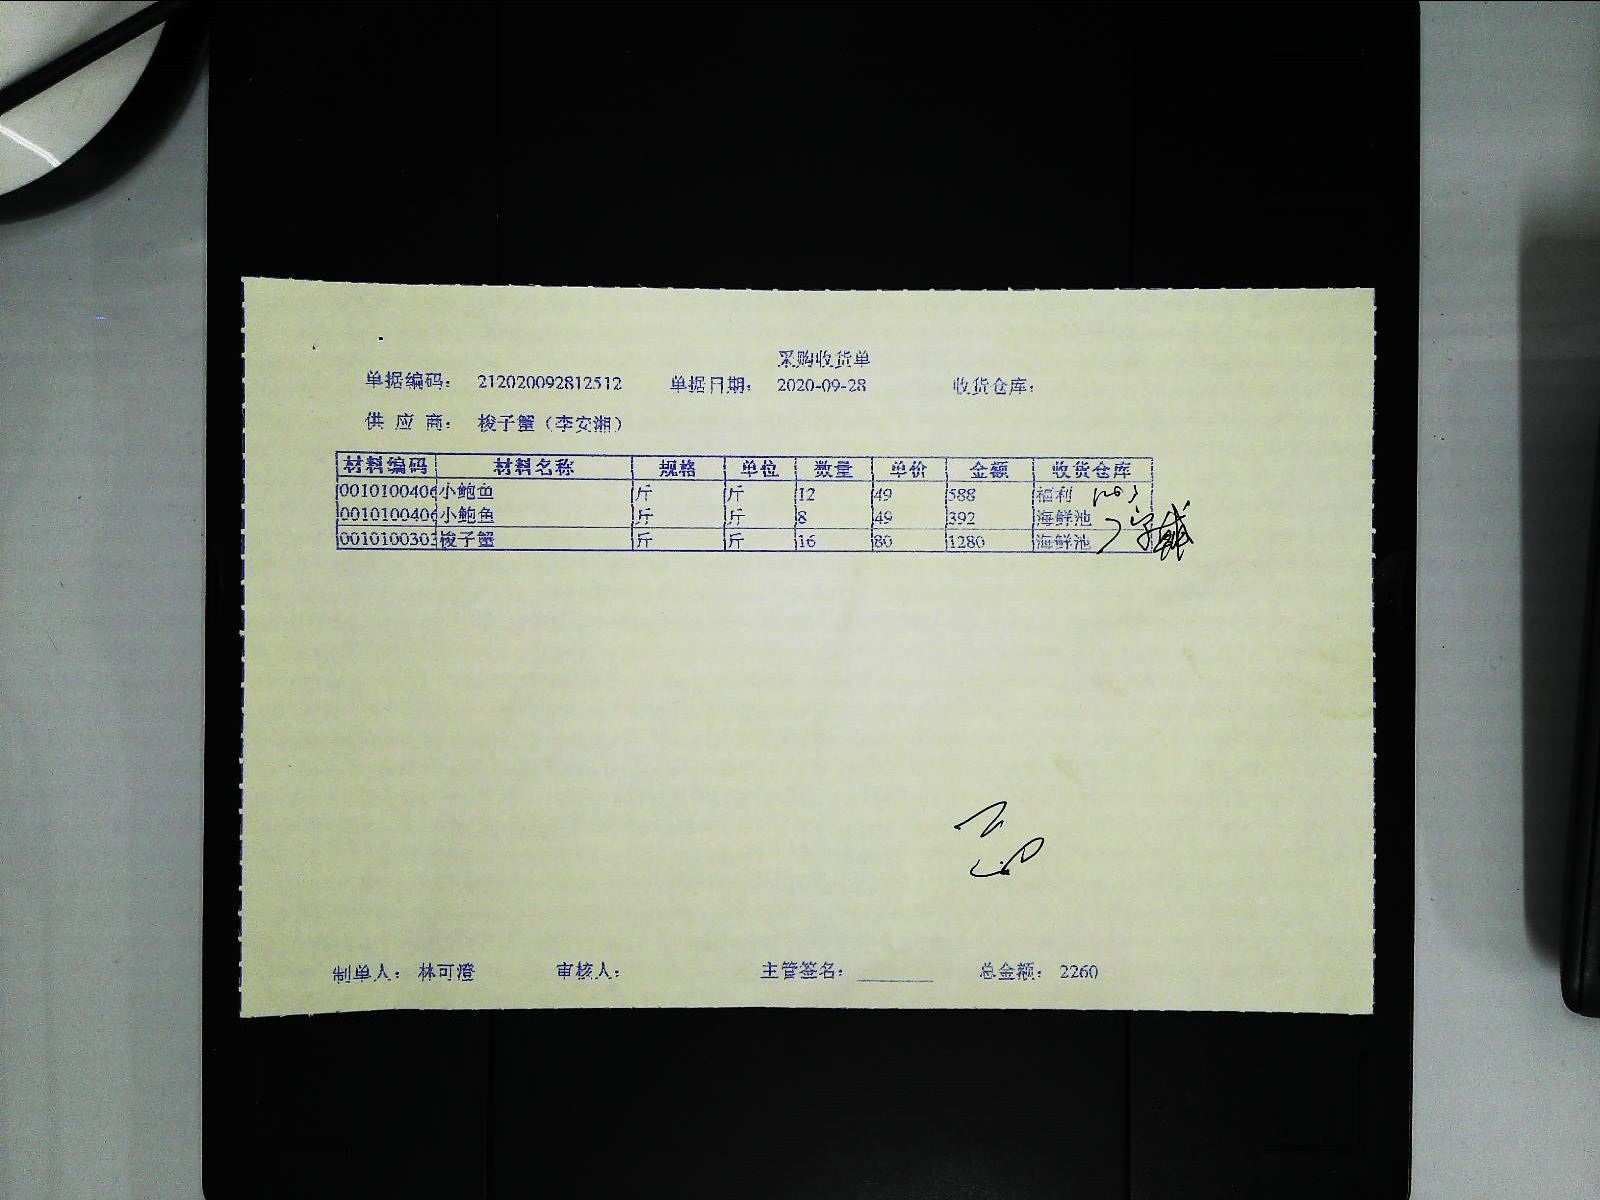 采购收货单
单据编码： 212020092812512 单据日期： 2020-09-28 收货仓库：
供 应 商： 梭子蟹（李安湘）
材料编码 材料名称 规格 单位 数量 单价 金额 收货仓库
0010100406 小鲍鱼 斤 斤 12 49 588 福利
0010100406 小鲍鱼 斤 斤 8 49 392 海鲜池
001010030 梭子蟹 斤 斤 16 80 1280 海鲜池
制单人： 林可澄 审核人： 主管签名： 总金额： 2260